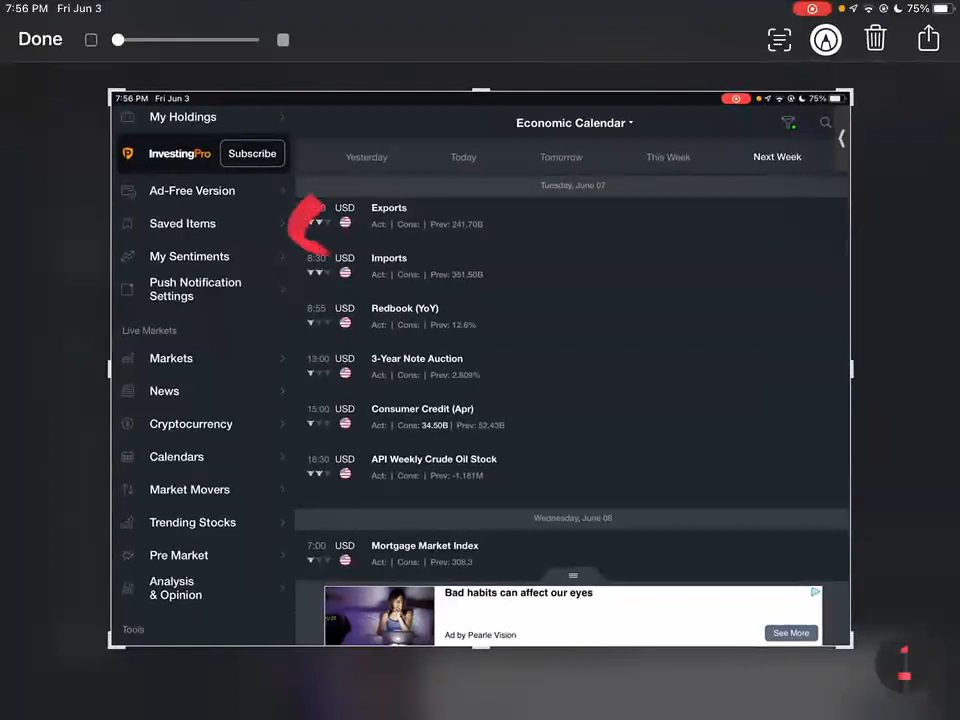 7:56 PM Fri Jun 3
75%
Done
7:56 PM Fri Jun 3
75%
My Holdings
InvestingPro Subscribe
Ad-Free Version
Saved Items
My Sentiments
Push Notification
Settings
Live Markets
Markets
News
Cryptocurrency
Calendars
Market Movers
Trending Stocks
Pre Market
Analysis
& Opinion
Tools
Economic Calendar
Yesterday Today Tomorrow This Week Next Week
Tuesday, June 07
USD Exports
Act: | Cons: | Prev: 241.70B
8:30 USD Imports
Act: | Cons: | Prev: 351.50B
8:55 USD Redbook (YoY)
Act: | Cons: | Prev: 12.6%
13:00 USD 3-Year Note Auction
Act: | Cons: | Prev: 2.809%
15:00 USD Consumer Credit (Apr)
Act: | Cons: 34.50B | Prev: 52.43B
16:30 USD API Weekly Crude Oil Stock
Act: | Cons: | Prev: -1.181M
Wednesday, June 08
7:00 USD Mortgage Market Index
Act: | Cons: | Prev: 308.3
Bad habits can affect our eyes
Ad by Pearle Vision
See More